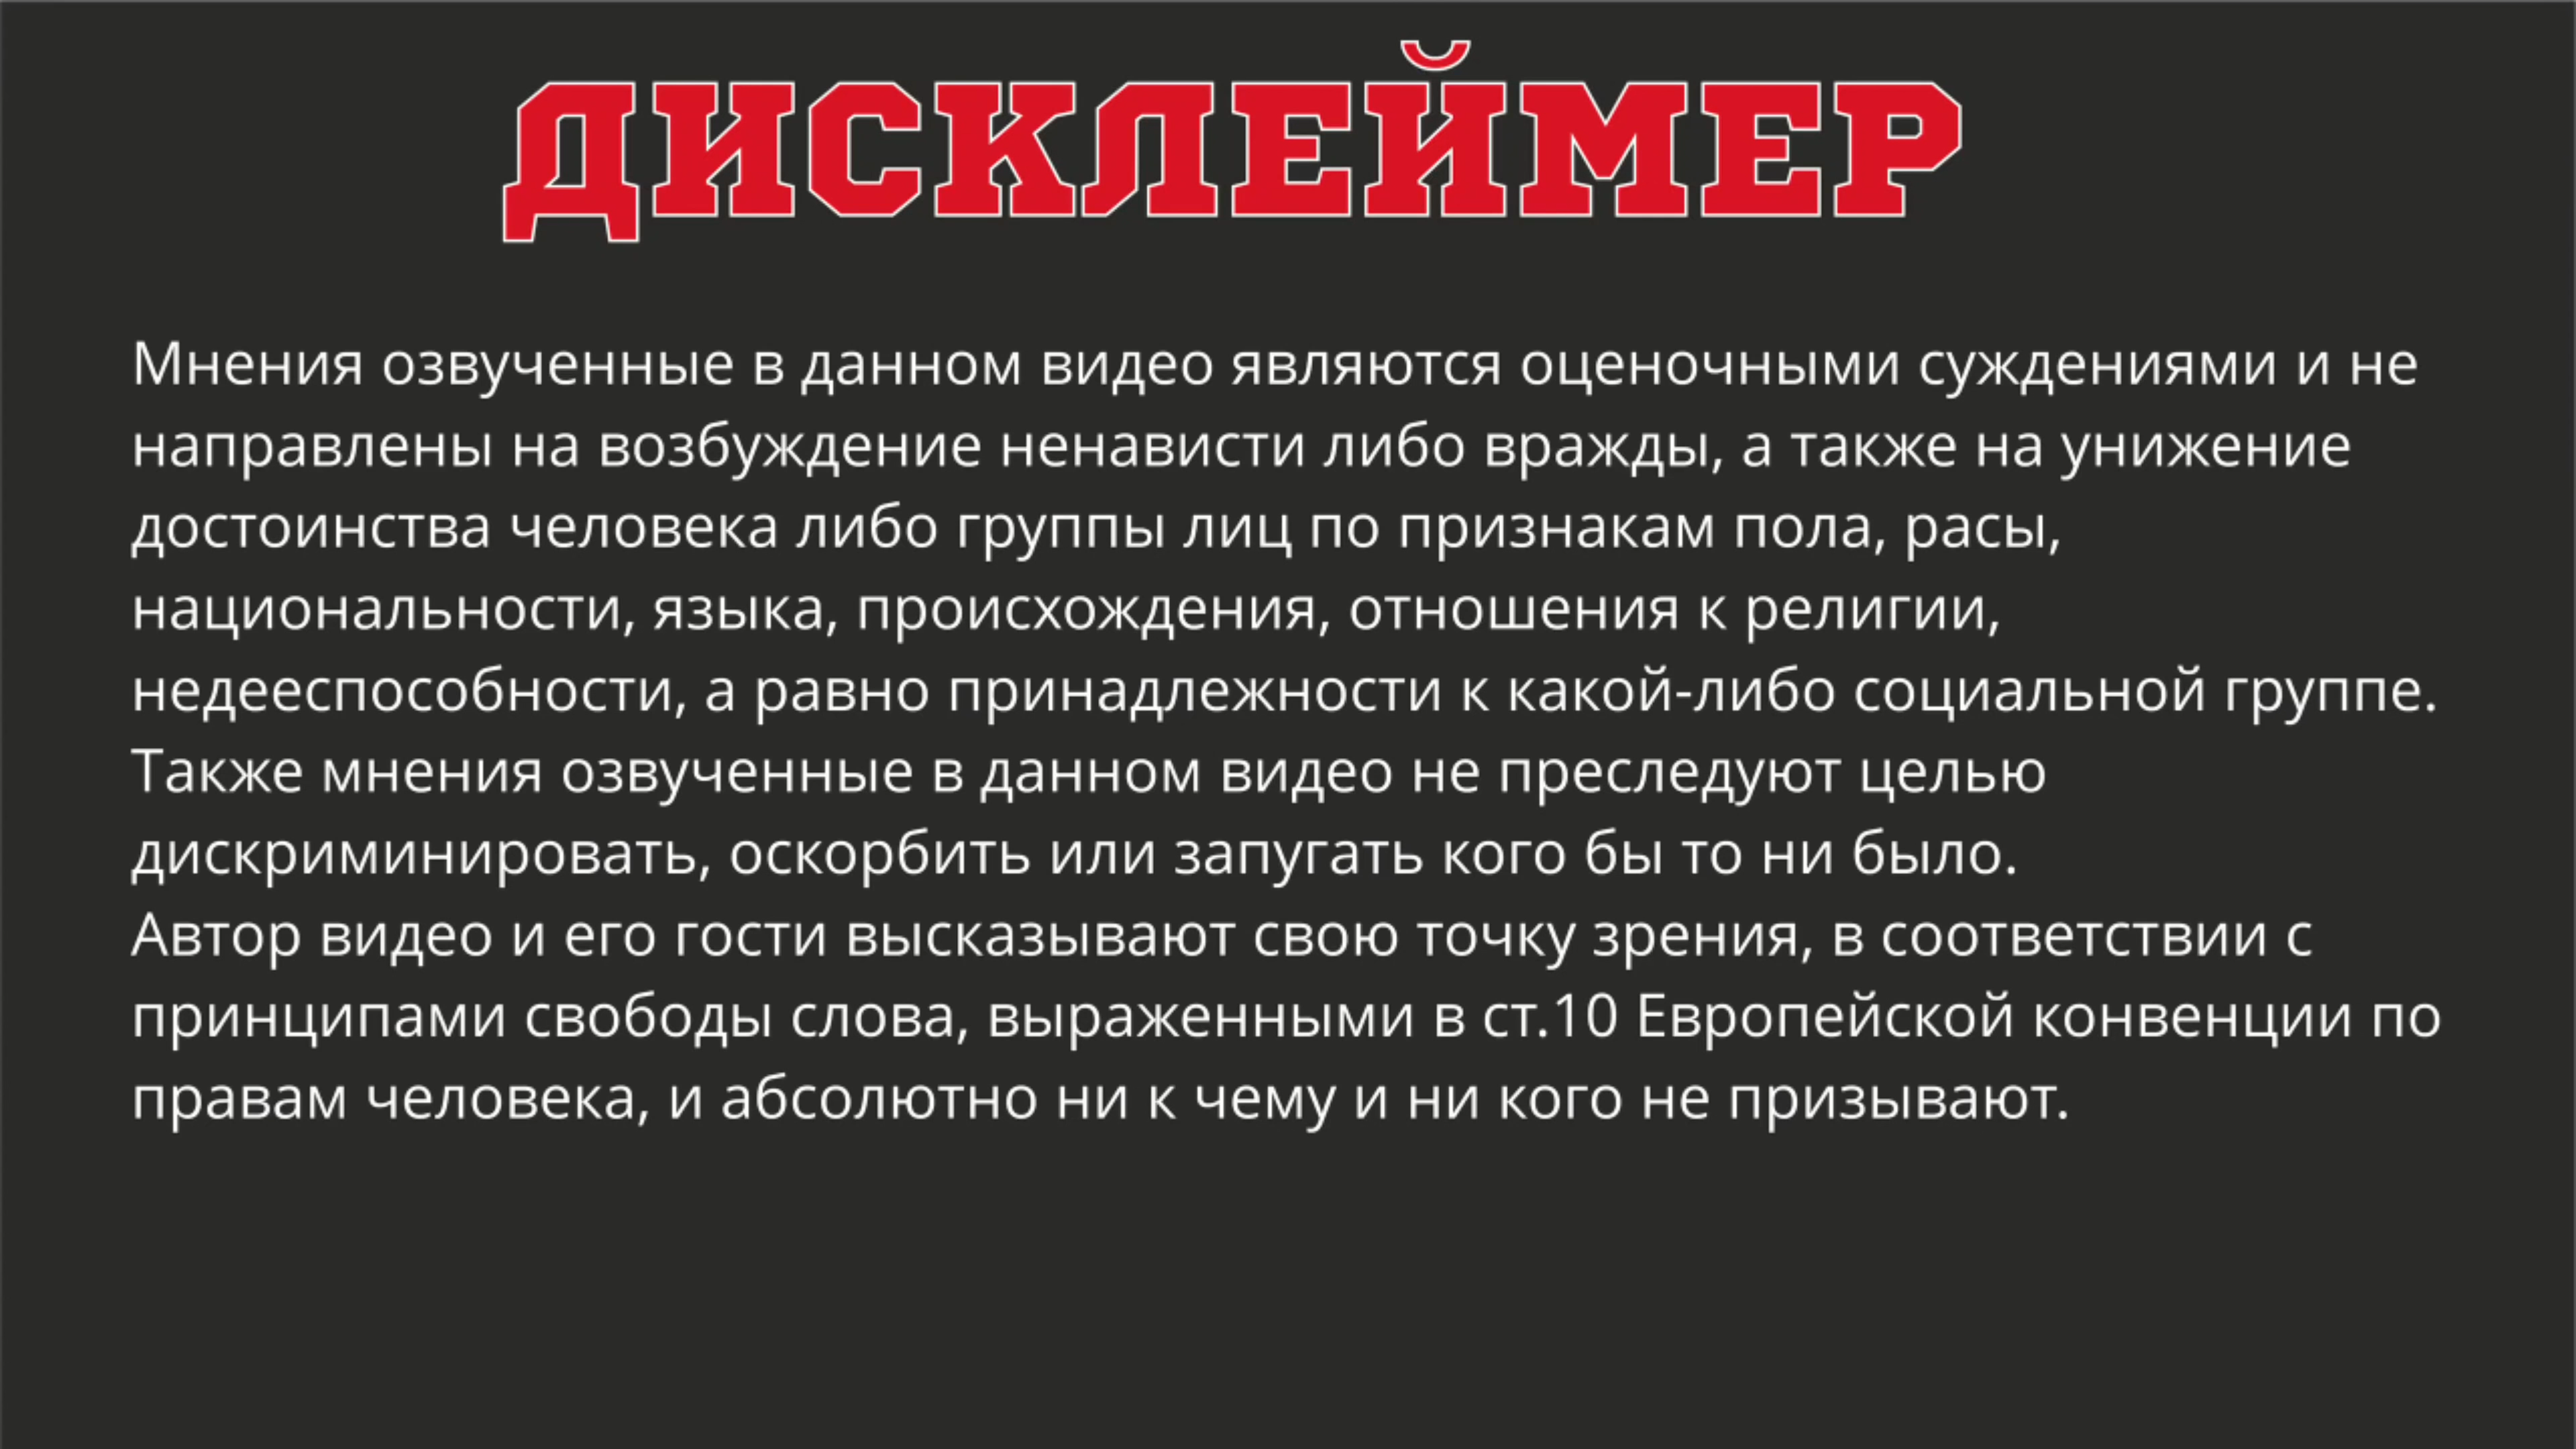 ДИСКЛЕЙМЕР
Мнения озвученные в данном видео являются оценочными суждениями и не
направлены на возбуждение ненависти либо вражды, а также на унижение
достоинства человека либо группы лиц по признакам пола, расы,
национальности, языка, происхождения, отношения к религии,
недееспособности, а равно принадлежности к какой-либо социальной группе.
Также мнения озвученные в данном видео не преследуют целью
дискриминировать, оскорбить или запугать кого бы то ни было.
Автор видео и его гости высказывают свою точку зрения, в соответствии с
принципами свободы слова, выраженными в ст.10 Европейской конвенции по
правам человека, и абсолютно ни к чему и ни кого не призывают.